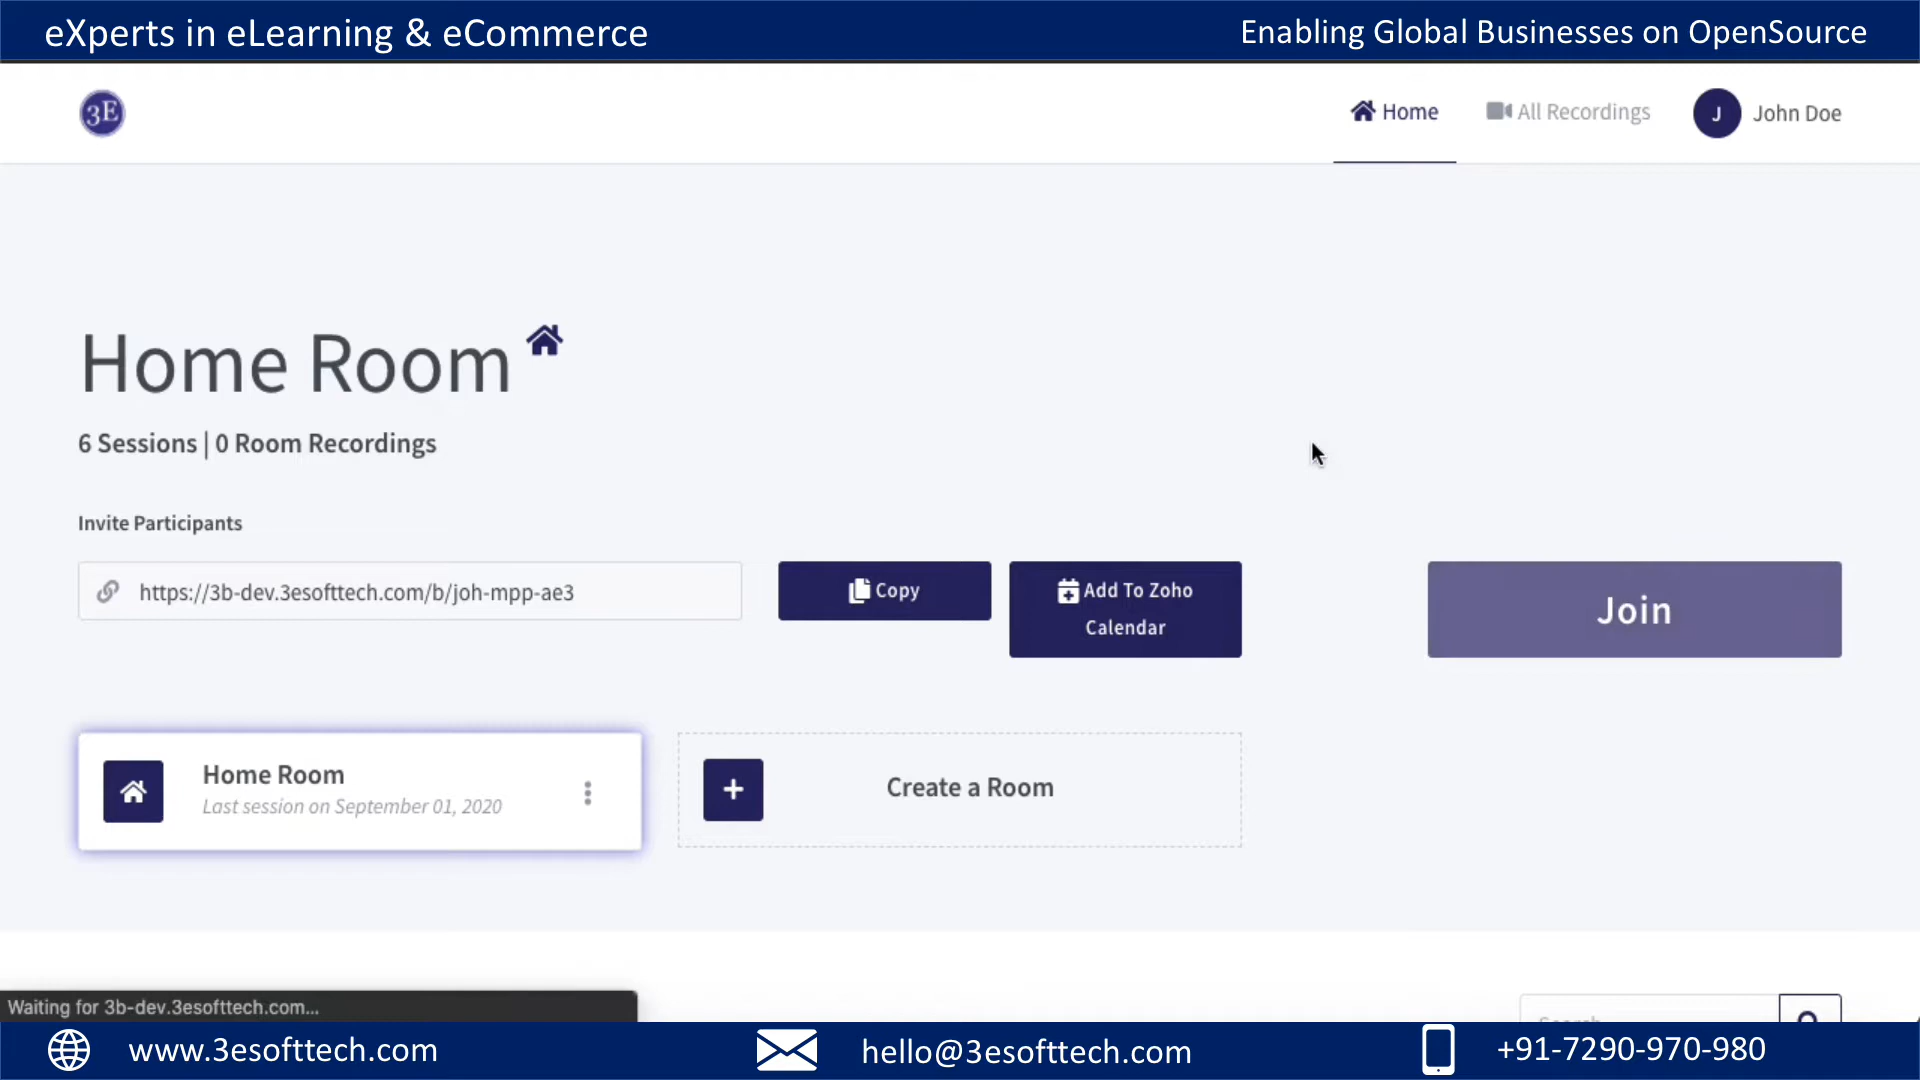 eXperts in eLearning & eCommerce
Enabling Global Businesses on OpenSource
3E
Home
All Recordings
J
John Doe
Home Room
6 Sessions | 0 Room Recordings
Invite Participants
https://3b-dev.3esofttech.com/b/joh-mpp-ae3
Copy
Add To Zoho
Calendar
Join
Home Room
Last session on September 01, 2020
Create a Room
Waiting for 3b-dev.3esofttech.com...
www.3esofttech.com
hello@3esofttech.com
+91-7290-970-980